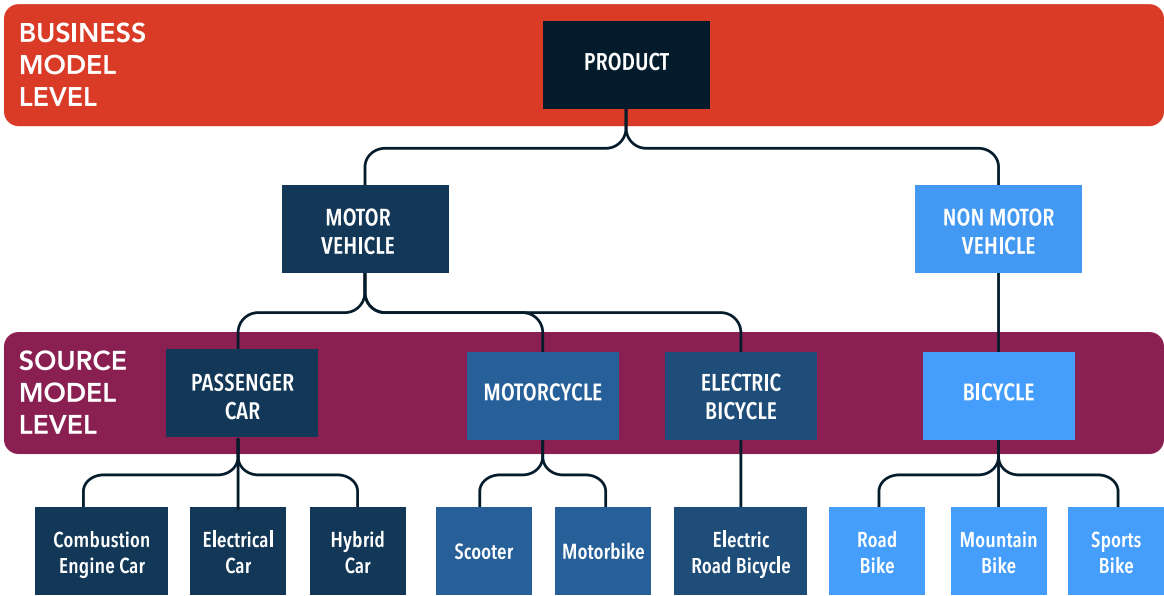 BUSINESS
MODEL
LEVEL
PRODUCT
MOTOR
VEHICLE
NON MOTOR
VEHICLE
SOURCE
MODEL
LEVEL
PASSENGER
CAR
MOTORCYCLE
ELECTRIC
BICYCLE
BICYCLE
Combustion
Engine Car
Electrical
Car
Hybrid
Car
Scooter
Motorbike
Electric
Road Bicycle
Road
Bike
Mountain
Bike
Sports
Bike